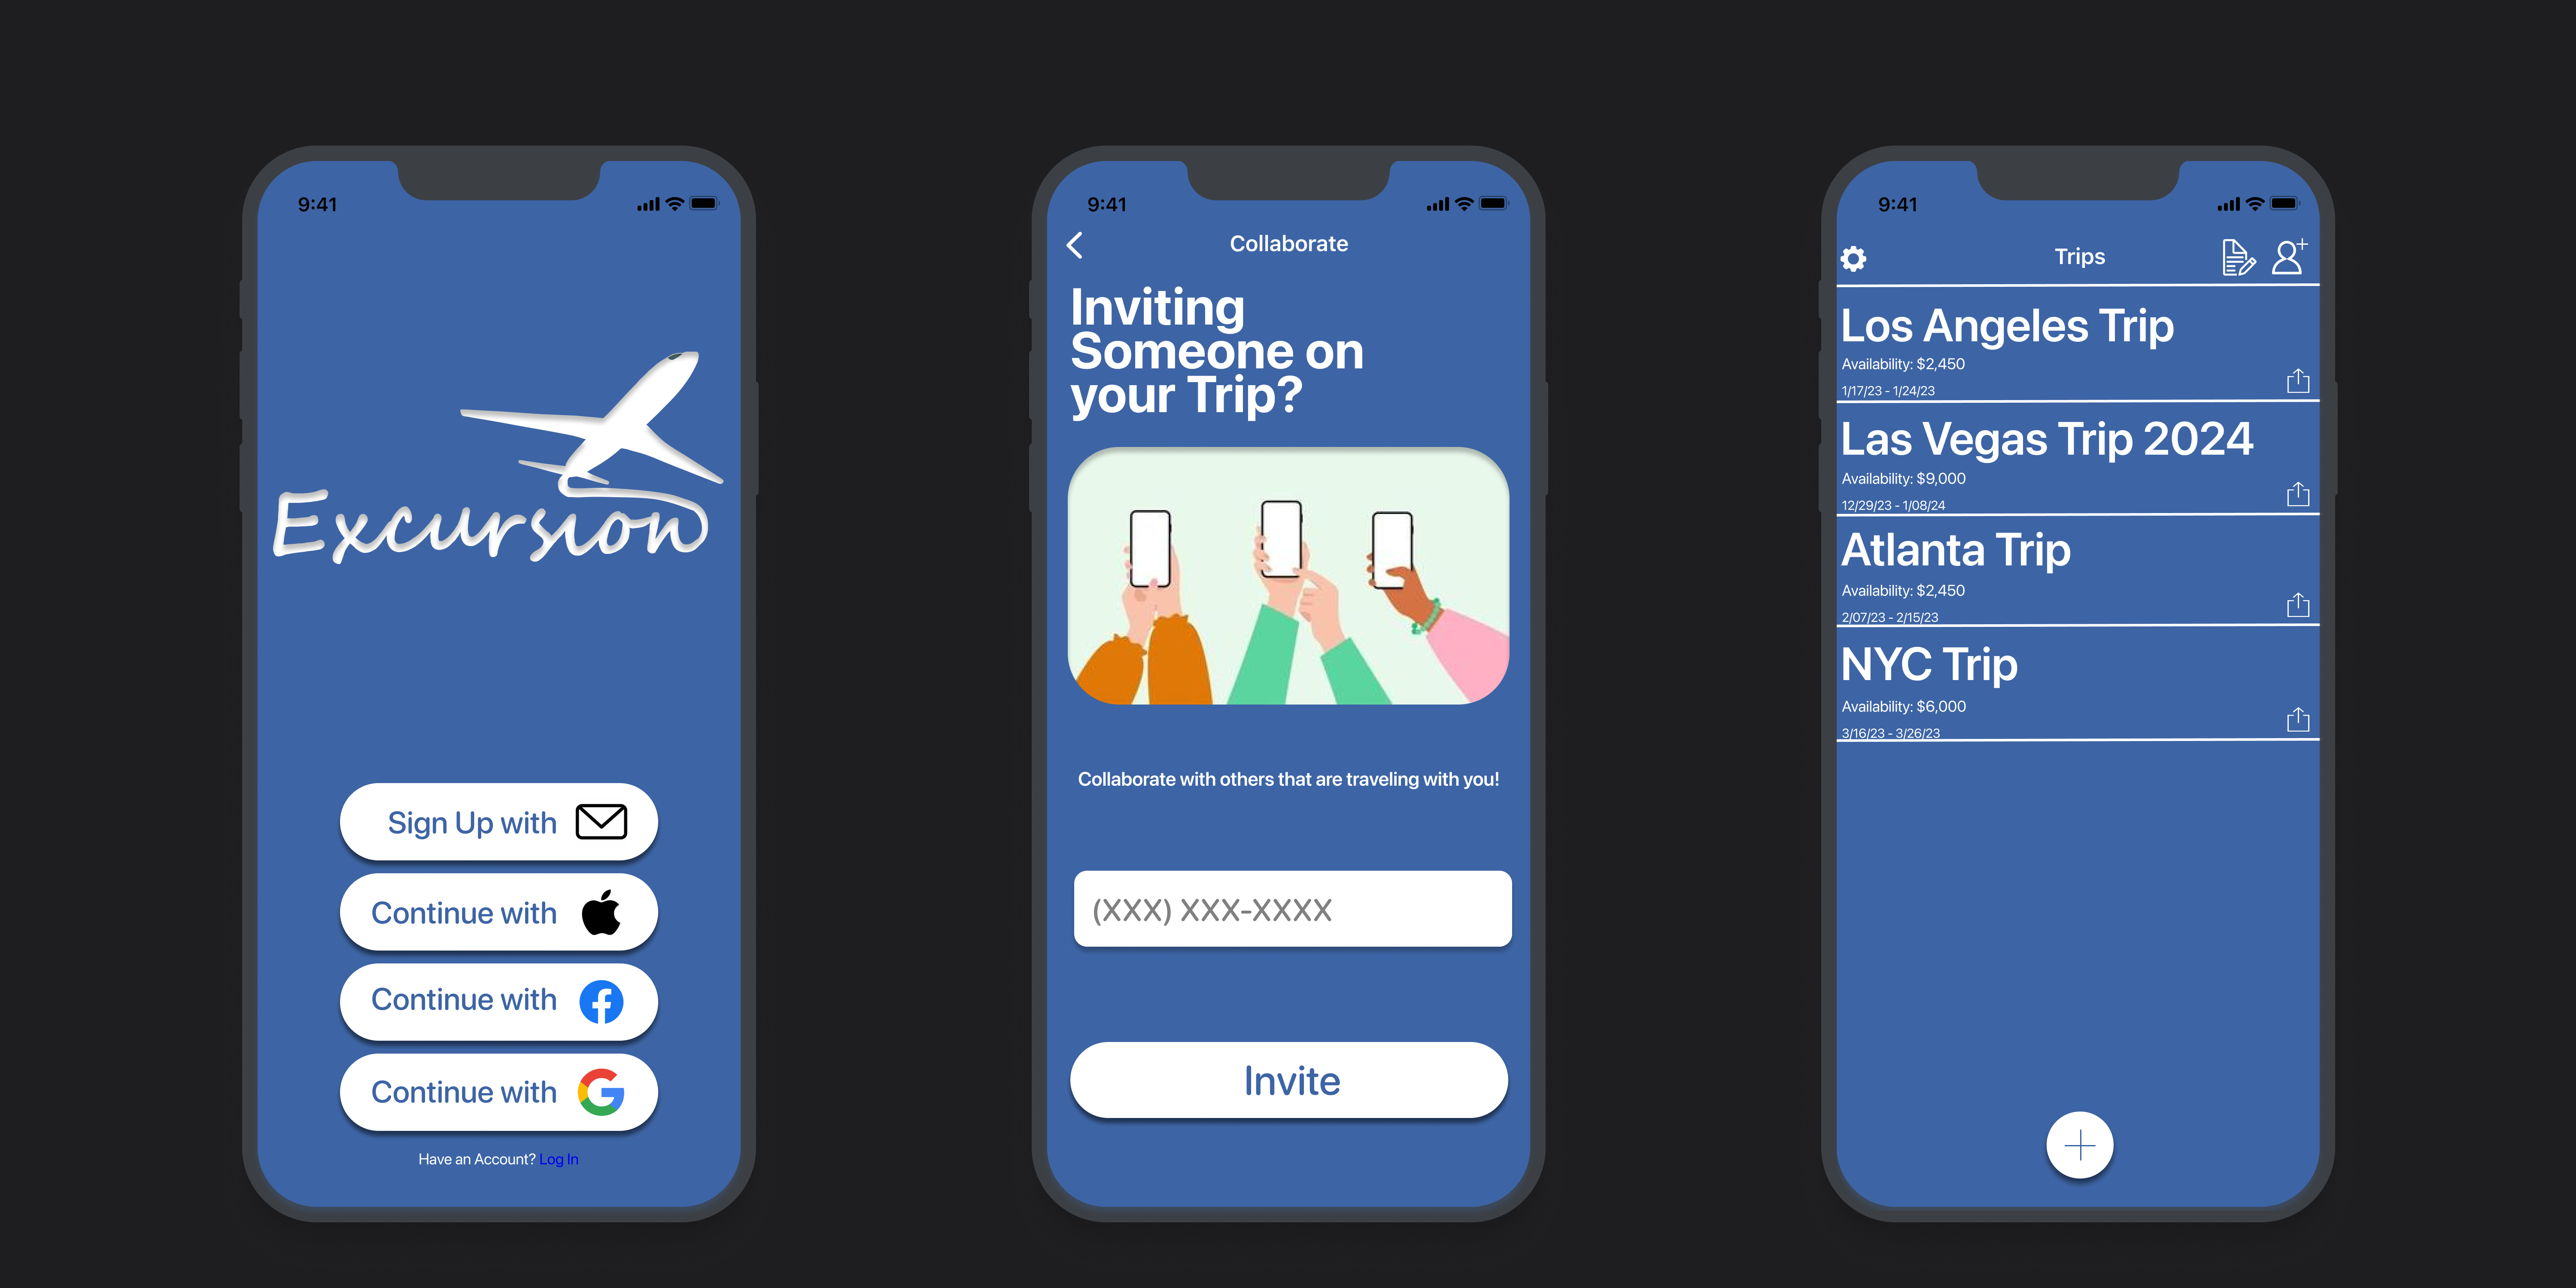 9:41
Excursion
Sign Up with
Continue with
Continue with
Continue with
Have an Account? Log In
9:41
Collaborate
Inviting
Someone on
your Trip?
Collaborate with others that are traveling with you!
(XXX) XXX-XXXX
Invite
9:41
Trips
Los Angeles Trip
Availability: $2,450
1/17/23 - 1/24/23
Las Vegas Trip 2024
Availability: $9,000
12/29/23 - 1/08/24
Atlanta Trip
Availability: $2,450
2/07/23 - 2/15/23
NYC Trip
Availability: $6,000
3/16/23 - 3/26/23